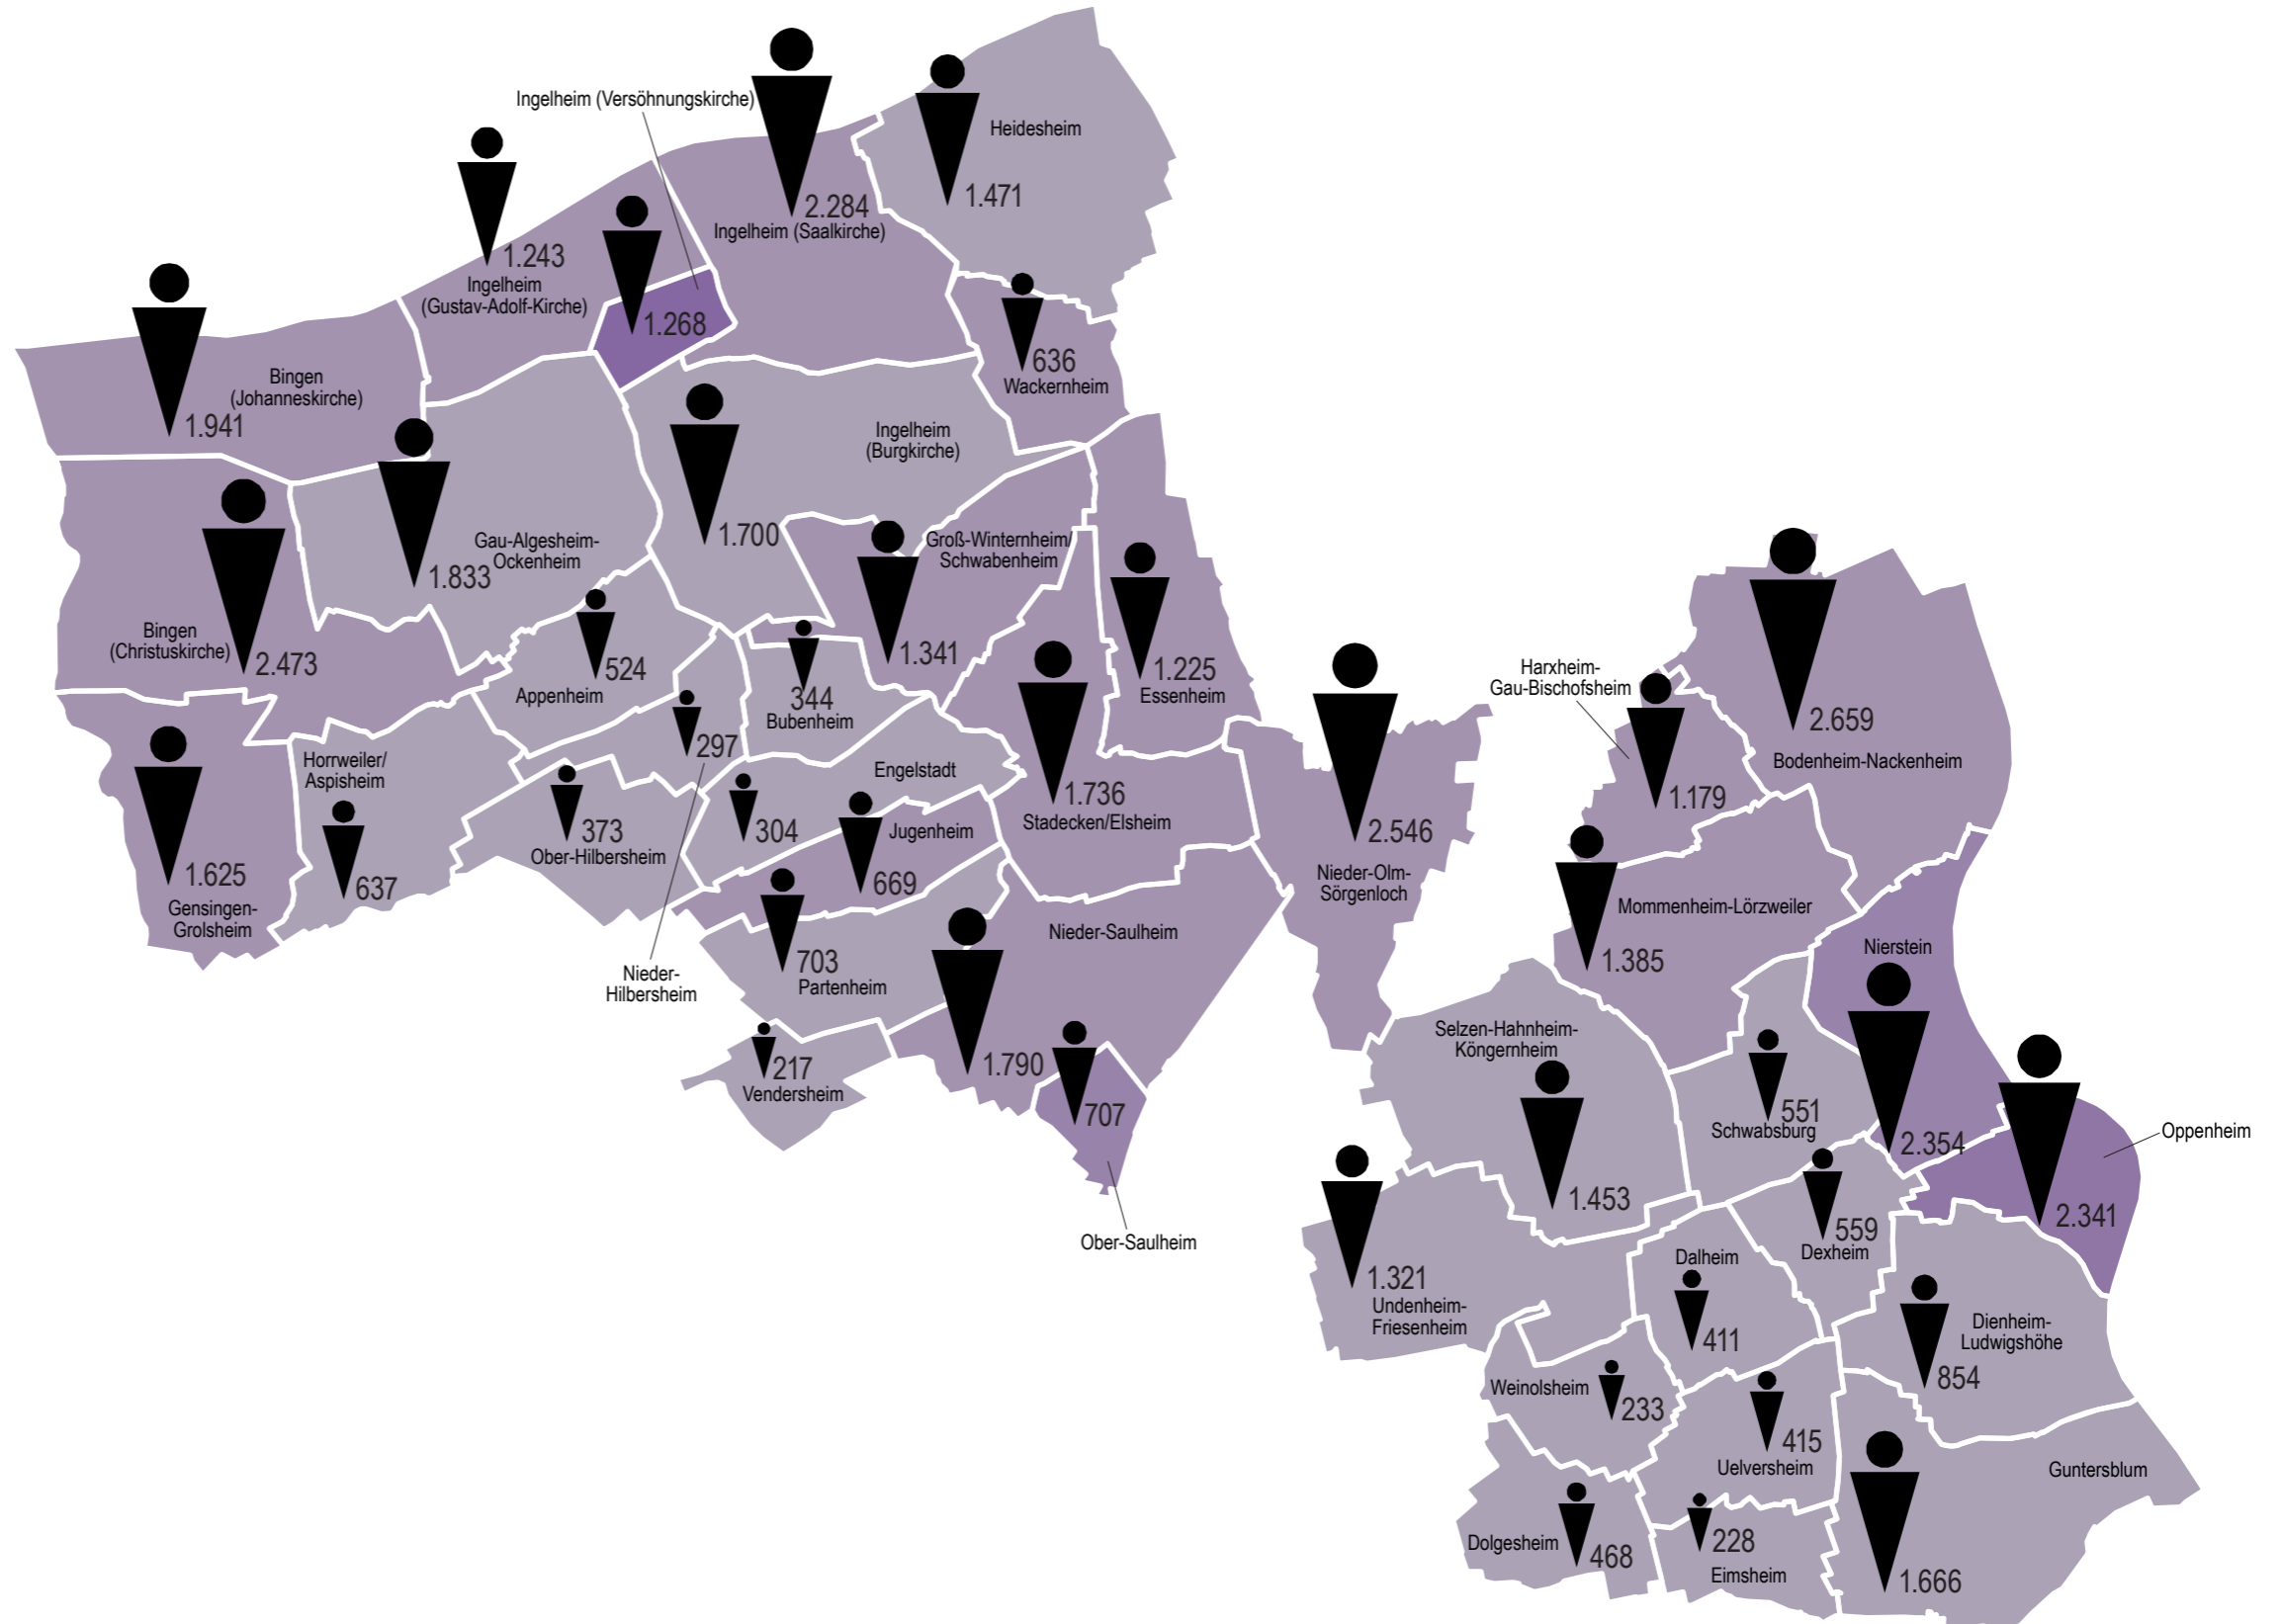 Ingelheim (Versöhnungskirche)
1.268
2.284
Ingelheim (Saalkirche)
Heidesheim
1.471
1.243
Ingelheim
(Gustav-Adolf-Kirche)
636
Wackernheim
Bingen
(Johanneskirche)
1.941
Ingelheim
(Burgkirche)
1.700
Gau-Algesheim-
Ockenheim
1.833
Groß-Winternheim/
Schwabenheim
1.341
Bingen
(Christuskirche)
2.473
524
Appenheim
344
Bubenheim
1.225
Essenheim
297
Nieder-
Hilbersheim
Horrweiler/
Aspisheim
637
1.625
Gensingen-
Grolsheim
373
Ober-Hilbersheim
Engelstadt
304
Jugenheim
669
1.736
Stadecken/Elsheim
2.546
Nieder-Olm-
Sörgenloch
703
Partenheim
Nieder-Saulheim
1.790
217
Vendersheim
707
Ober-Saulheim
Harxheim-
Gau-Bischofsheim
1.179
2.659
Bodenheim-Nackenheim
Mommenheim-Lörzweiler
1.385
Nierstein
2.354
Selzen-Hahnheim-
Köngernheim
1.453
551
Schwabsburg
Oppenheim
2.341
559
Dexheim
1.321
Undenheim-
Friesenheim
Dalheim
411
Dienheim-
Ludwigshöhe
854
Weinolsheim
233
415
Uelversheim
Guntersblum
1.666
Dolgesheim
468
228
Eimsheim